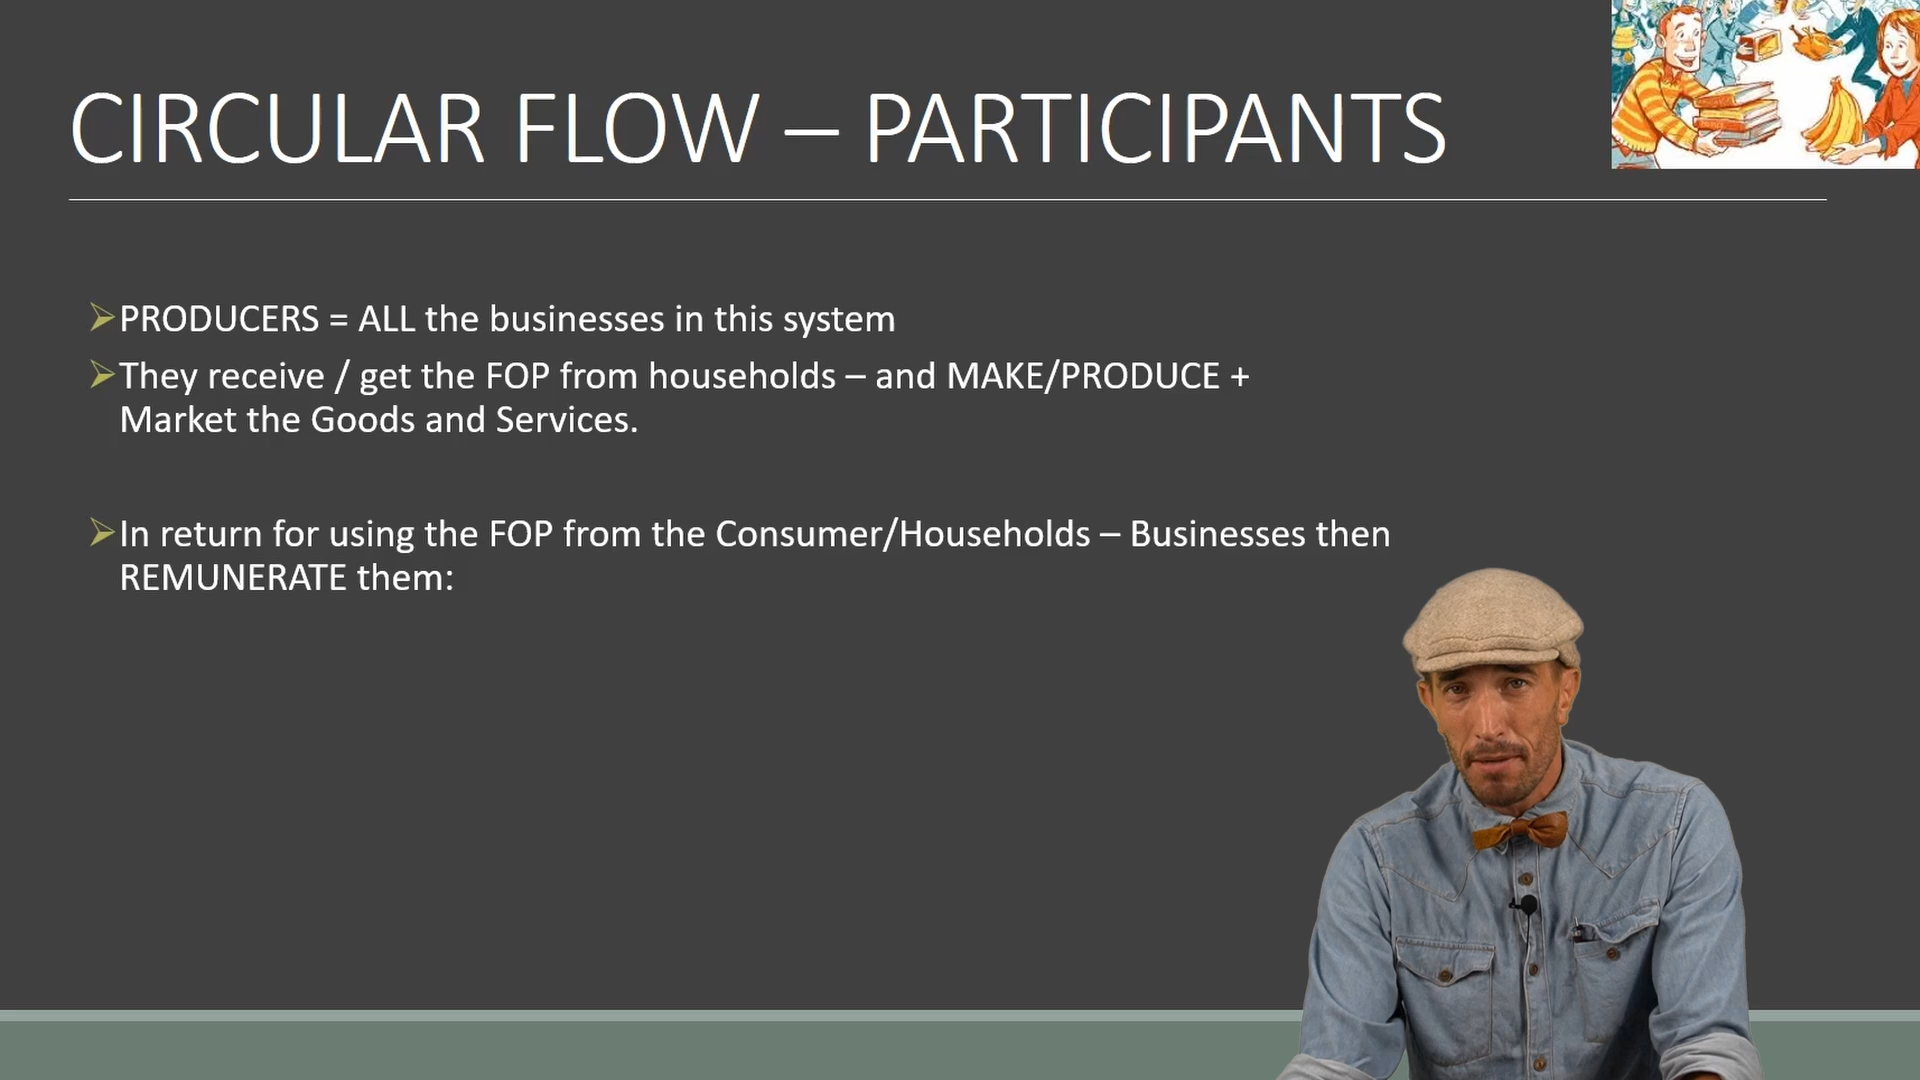 CIRCULAR FLOW – PARTICIPANTS
PRODUCERS = ALL the businesses in this system
They receive / get the FOP from households – and MAKE/PRODUCE +
Market the Goods and Services.
In return for using the FOP from the Consumer/Households – Businesses then
REMUNERATE them: